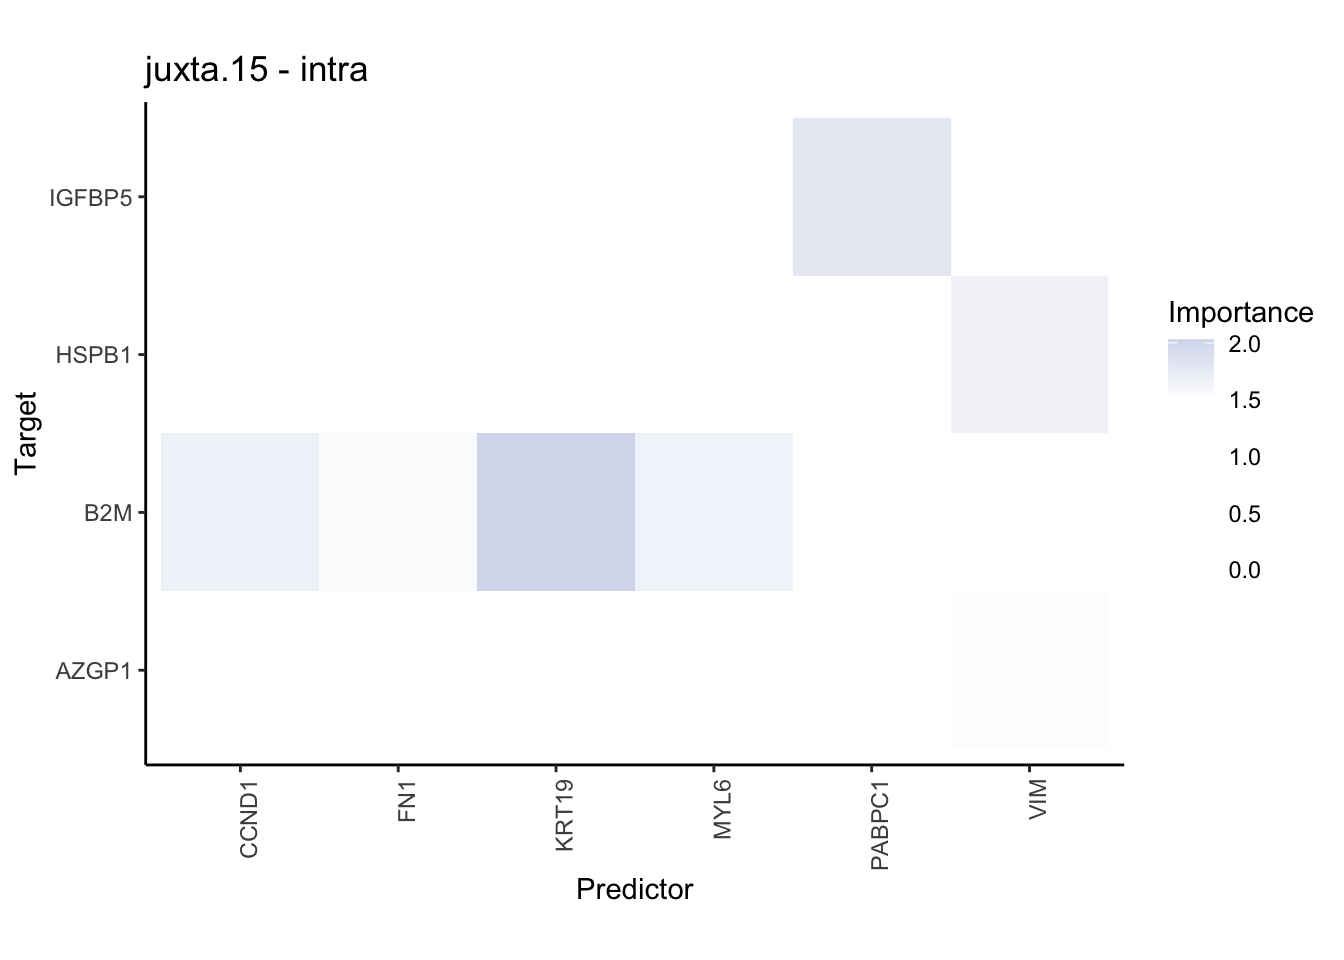 juxta.15 - intra
IGFBP5
HSPB1
B2M
AZGP1
Target
CCND1
FN1
KRT19
MYL6
PABPC1
VIM
Predictor
Importance
2.0
1.5
1.0
0.5
0.0